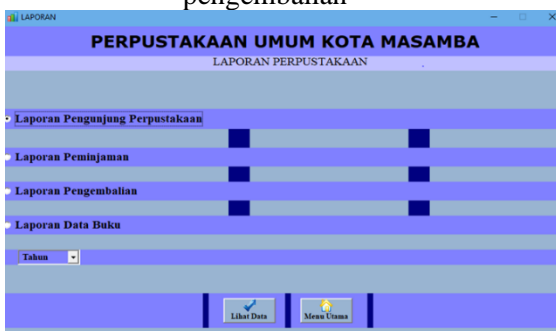 pengembalian
LAPORAN
PERPUSTAKAAN UMUM KOTA MASAMBA
LAPORAN PERPUSTAKAAN
Laporan Pengunjung Perpustakaan
Laporan Peminjaman
Laporan Pengembalian
Laporan Data Buku
Tahun
Lihat Data Menu Utama